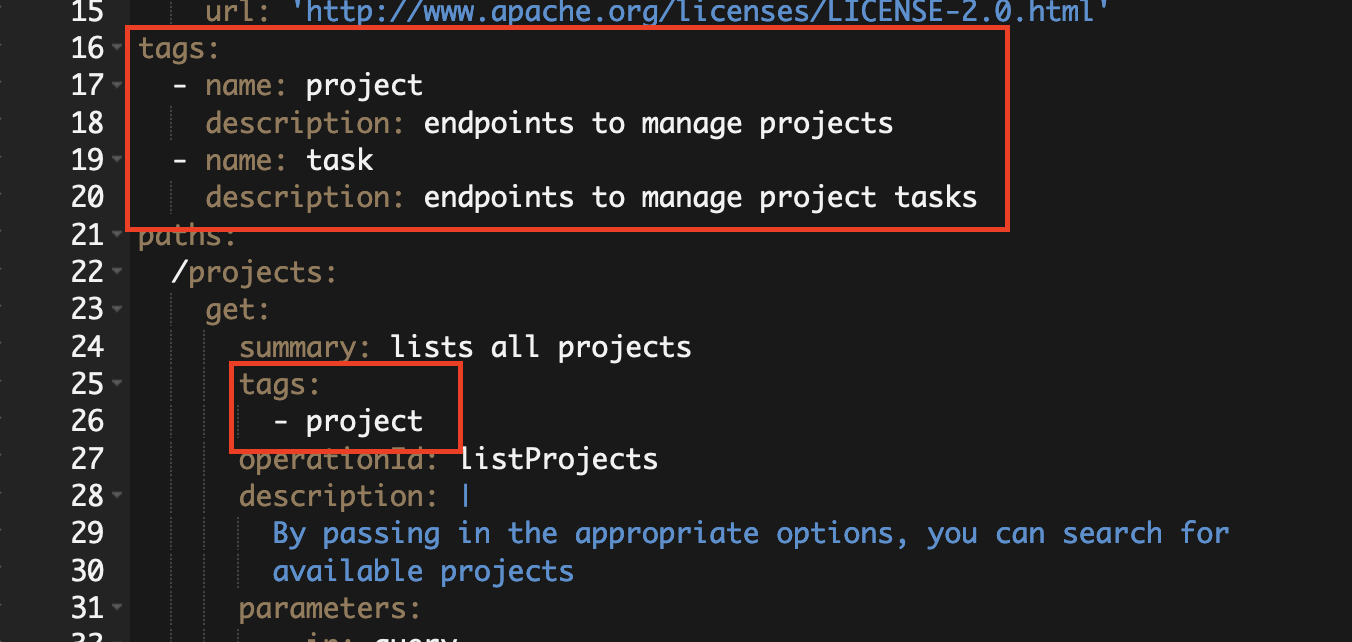 15 url: 'http://www.apache.org/licenses/LICENSE-2.0.html'
16 tags:
17 - name: project
18 description: endpoints to manage projects
19 - name: task
20 description: endpoints to manage project tasks
21 paths:
22 /projects:
23 get:
24 summary: lists all projects
25 tags:
26 - project
27 operationId: listProjects
28 description: |
29 By passing in the appropriate options, you can search for
30 available projects
31 parameters:
32 - in: query